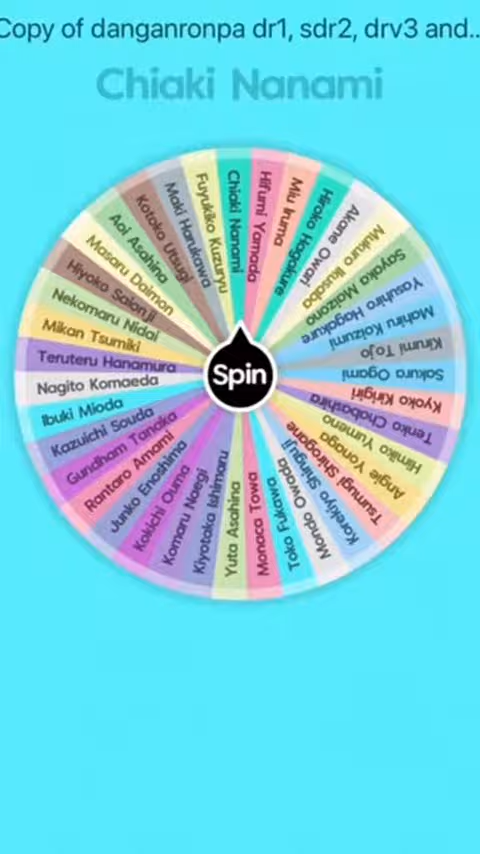 Copy of danganronpa dr1, sdr2, drv3 and..
Chiaki Nanami
Chiaki Nanami
Hifumi Yamada
Miu Iruma
Hiroko Hagakure
Akane Owari
Mukuro Ikusaba
Sayaka Maizono
Yasuhiro Hagakure
Mahiru Koizumi
Kirumi Tojo
Sakura Ogami
Kyoko Kirigiri
Tenko Chabashira
Himiko Yumeno
Angie Yonaga
Tsumugi Shirogane
Korekiyo Shinguji
Mondo Owada
Toko Fukawa
Monaca Towa
Yuta Asahina
Kiyotaka Ishimaru
Komaru Naegi
Kokichi Ouma
Junko Enoshima
Rantaro Amami
Gundham Tanaka
Kazuichi Souda
Ibuki Mioda
Nagito Komaeda
Teruteru Hanamura
Mikan Tsumiki
Nekomaru Nidai
Hiyoko Saionji
Masaru Daimon
Aoi Asahina
Kotoko Utsugi
Maki Harukawa
Fuyukiko Kuzuryu
Spin